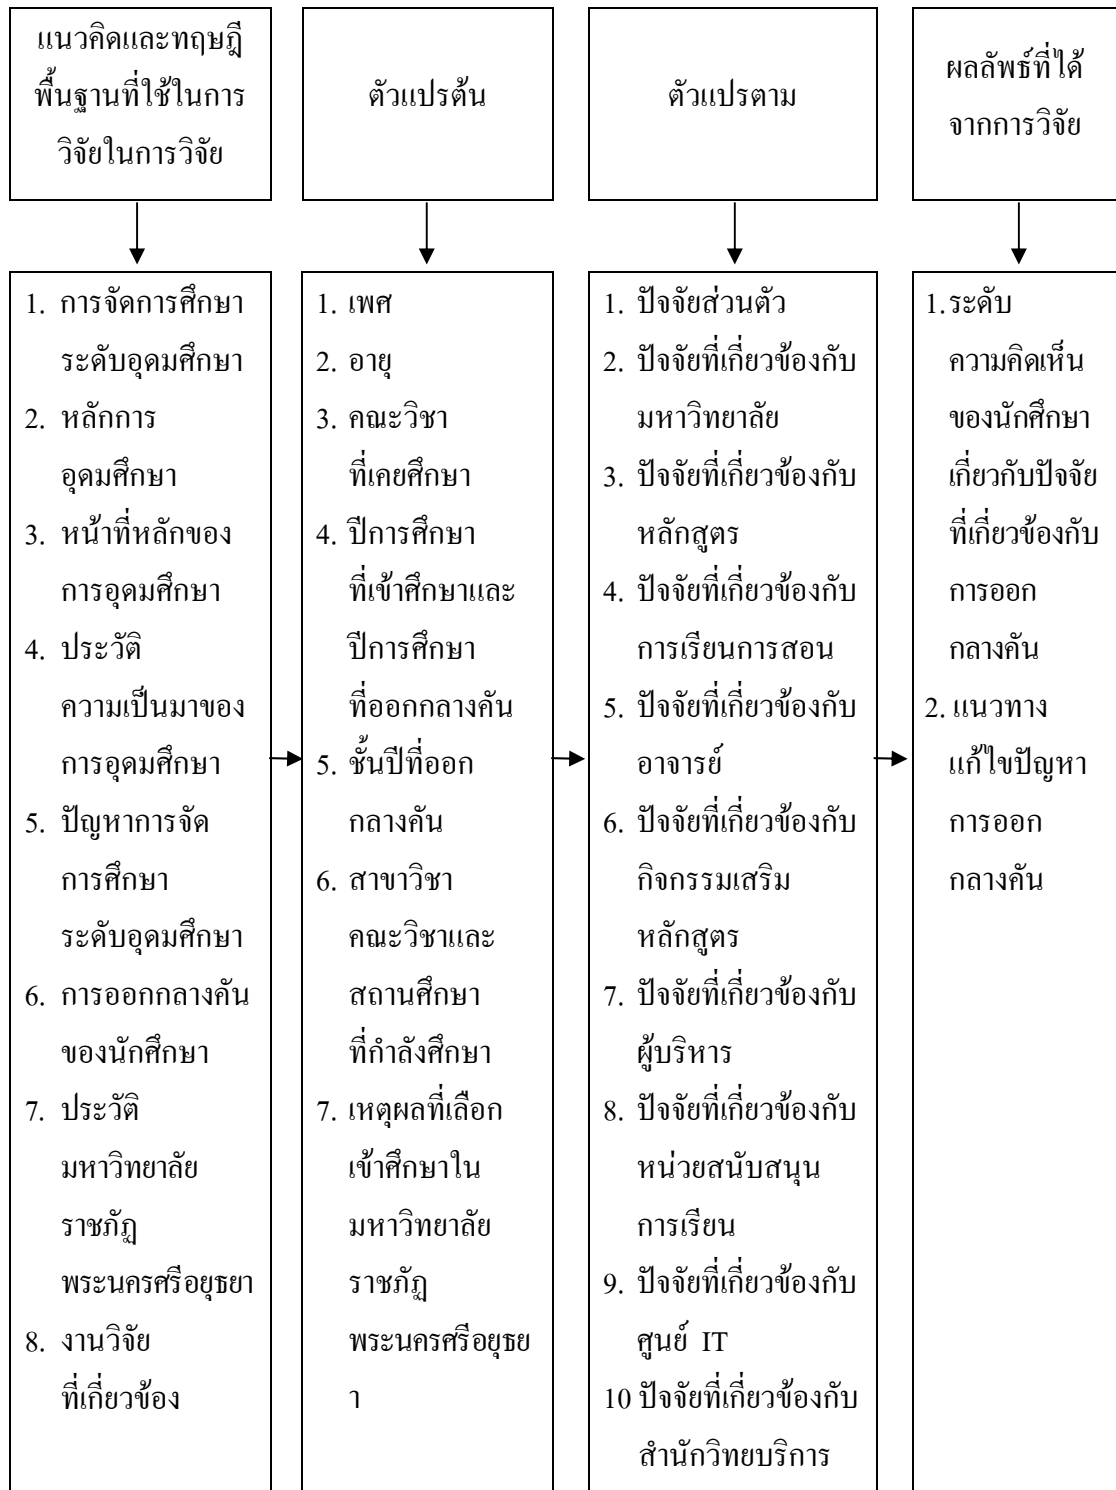 แนวคิดและทฤษฎี
พื้นฐานที่ใช้ในการ
วิจัยในการวิจัย
ตัวแปรต้น
ตัวแปรตาม
ผลลัพธ์ที่ได้
จากการวิจัย
1. การจัดการศึกษา
ระดับอุดมศึกษา
2. หลักการ
อุดมศึกษา
3. หน้าที่หลักของ
การอุดมศึกษา
4. ประวัติ
ความเป็นมาของ
การอุดมศึกษา
5. ปัญหาการจัด
การศึกษา
ระดับอุดมศึกษา
6. การออกกลางคัน
ของนักศึกษา
7. ประวัติ
มหาวิทยาลัย
ราชภัฏ
พระนครศรีอยุธยา
8. งานวิจัย
ที่เกี่ยวข้อง
1. เพศ
2. อายุ
3. คณะวิชา
ที่เคยศึกษา
4. ปีการศึกษา
ที่เข้าศึกษาและ
ปีการศึกษา
ที่ออกกลางคัน
5. ชั้นปีที่ออก
กลางคัน
6. สาขาวิชา
คณะวิชาและ
สถานศึกษา
ที่กำลังศึกษา
7. เหตุผลที่เลือก
เข้าศึกษาใน
มหาวิทยาลัย
ราชภัฏ
พระนครศรีอยุธย
า
1. ปัจจัยส่วนตัว
2. ปัจจัยที่เกี่ยวข้องกับ
มหาวิทยาลัย
3. ปัจจัยที่เกี่ยวข้องกับ
หลักสูตร
4. ปัจจัยที่เกี่ยวข้องกับ
การเรียนการสอน
5. ปัจจัยที่เกี่ยวข้องกับ
อาจารย์
6. ปัจจัยที่เกี่ยวข้องกับ
กิจกรรมเสริม
หลักสูตร
7. ปัจจัยที่เกี่ยวข้องกับ
ผู้บริหาร
8. ปัจจัยที่เกี่ยวข้องกับ
หน่วยสนับสนุน
การเรียน
9. ปัจจัยที่เกี่ยวข้องกับ
ศูนย์ IT
10 ปัจจัยที่เกี่ยวข้องกับ
สำนักวิทยบริการ
1. ระดับ
ความคิดเห็น
ของนักศึกษา
เกี่ยวกับปัจจัย
ที่เกี่ยวข้องกับ
การออก
กลางคัน
2. แนวทาง
แก้ไขปัญหา
การออก
กลางคัน